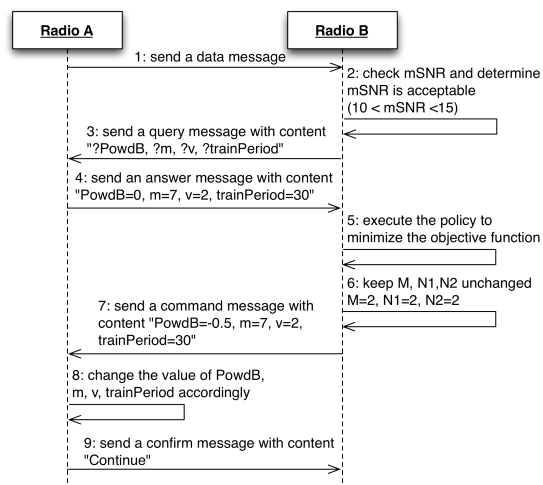 Radio A
Radio B
1: send a data message
2: check mSNR and determine
mSNR is acceptable
(10 < mSNR <15)
3: send a query message with content
"?PowdB, ?m, ?v, ?trainPeriod"
4: send an answer message with content
"PowdB=0, m=7, v=2, trainPeriod=30"
5: execute the policy to
minimize the objective function
6: keep M, N1,N2 unchanged
M=2, N1=2, N2=2
7: send a command message with
content "PowdB=-0.5, m=7, v=2,
trainPeriod=30"
8: change the value of PowdB,
m, v, trainPeriod accordingly
9: send a confirm message with content
"Continue"